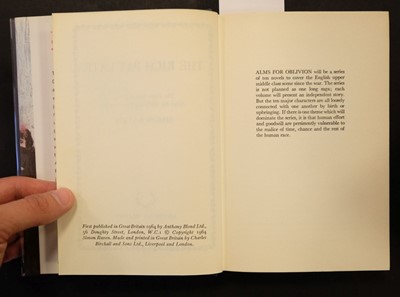 First published in Great Britain 1964 by Anthony Blond Ltd.,
56 Doughty Street, London, W.C.1 © Copyright 1964
Simon Raven. Made and printed in Great Britain by Charles
Birchall and Sons Ltd., Liverpool and London.
ALMS FOR OBLIVION will be a series
of ten novels to cover the English upper
middle class scene since the war. The series
is not planned as one long saga; each
volume will present an independent story.
But the ten major characters are all loosely
connected with one another by birth or
upbringing. If there is one theme which will
dominate the series, it is that human effort
and goodwill are persistently vulnerable to
the malice of time, chance and the rest of
the human race.